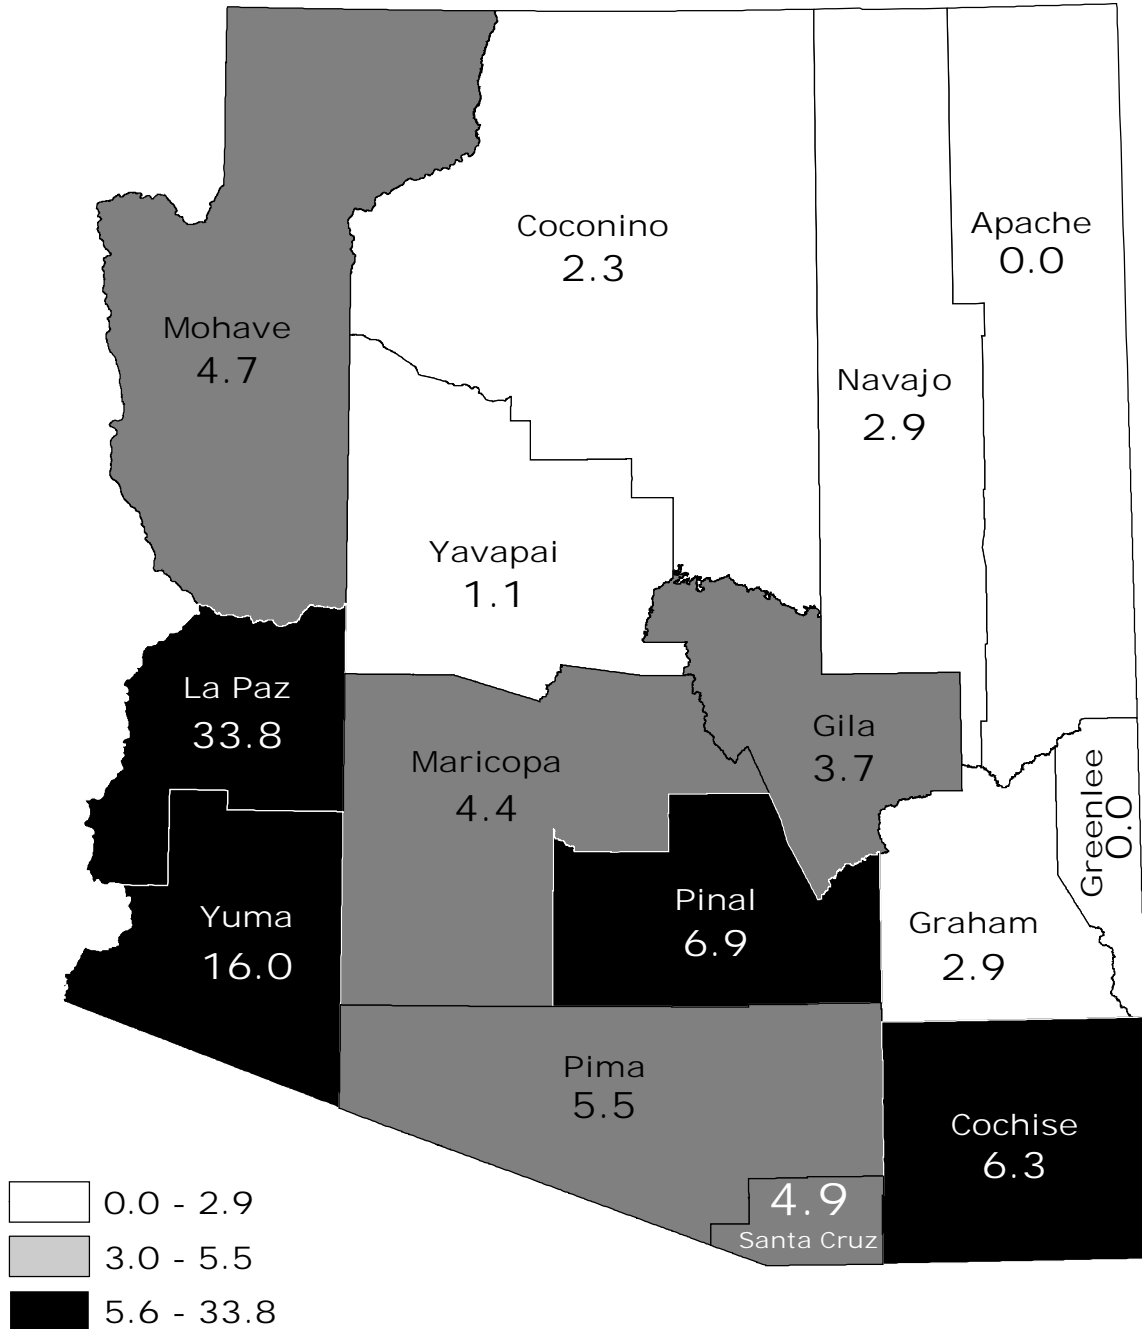 Coconino
2.3
Apache
0.0
Mohave
4.7
Navajo
2.9
Yavapai
1.1
La Paz
33.8
Maricopa
4.4
Gila
3.7
Greenlee
0.0
Yuma
16.0
Pinal
6.9
Graham
2.9
Pima
5.5
Cochise
6.3
4.9
Santa Cruz
0.0 - 2.9
3.0 - 5.5
5.6 - 33.8